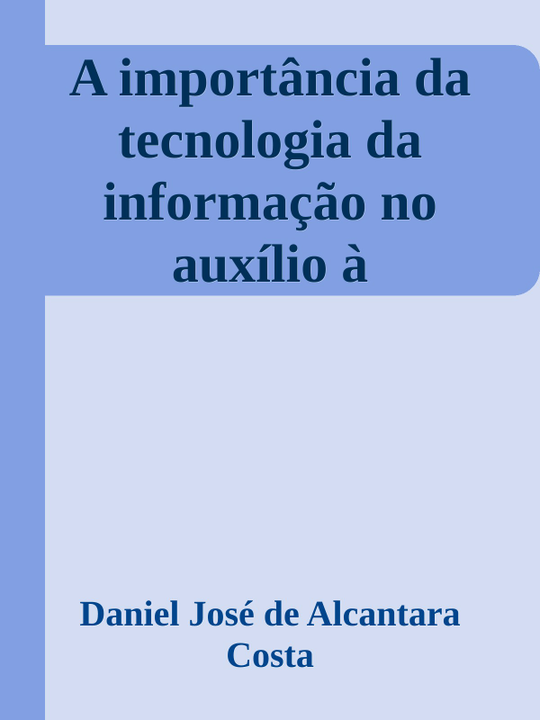 A importância da
tecnologia da
informação no
auxílio à
Daniel José de Alcantara
Costa